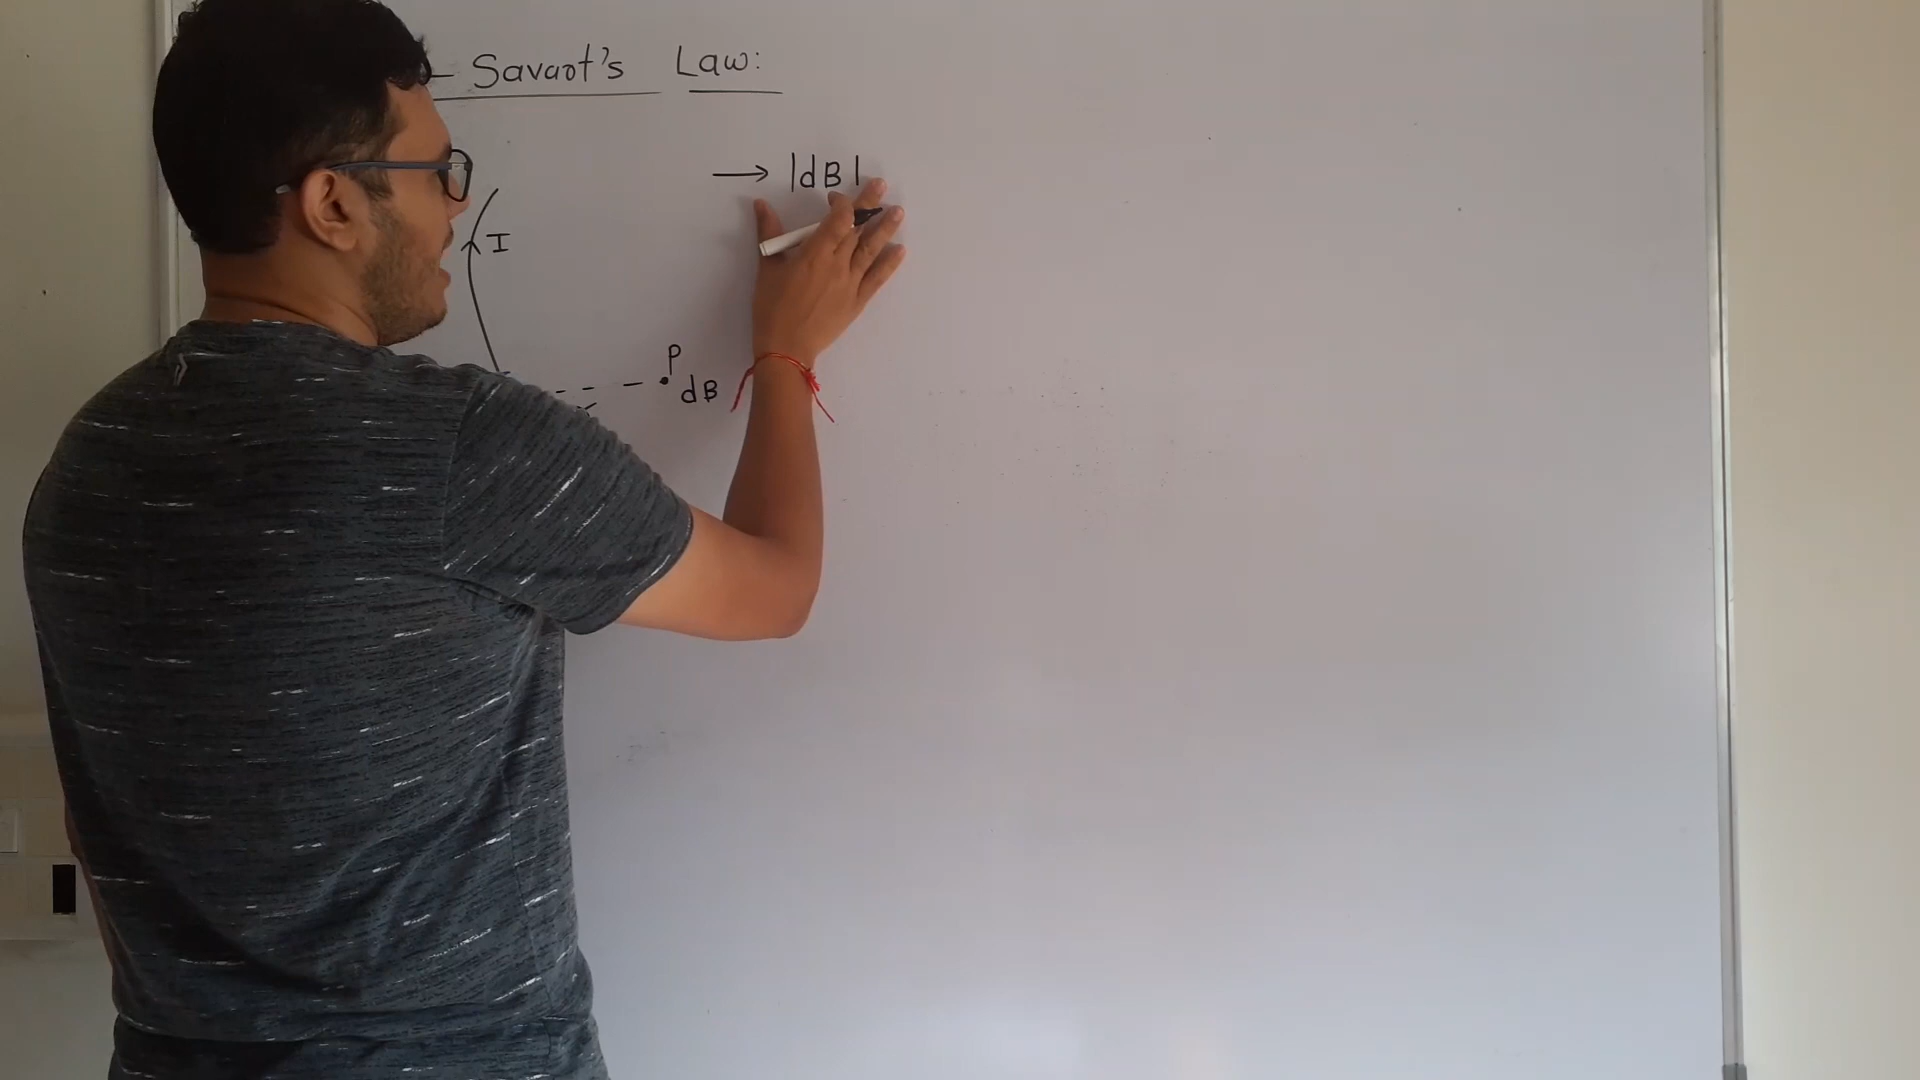 – Savart's Law:
→ |dB|
I
P
dB